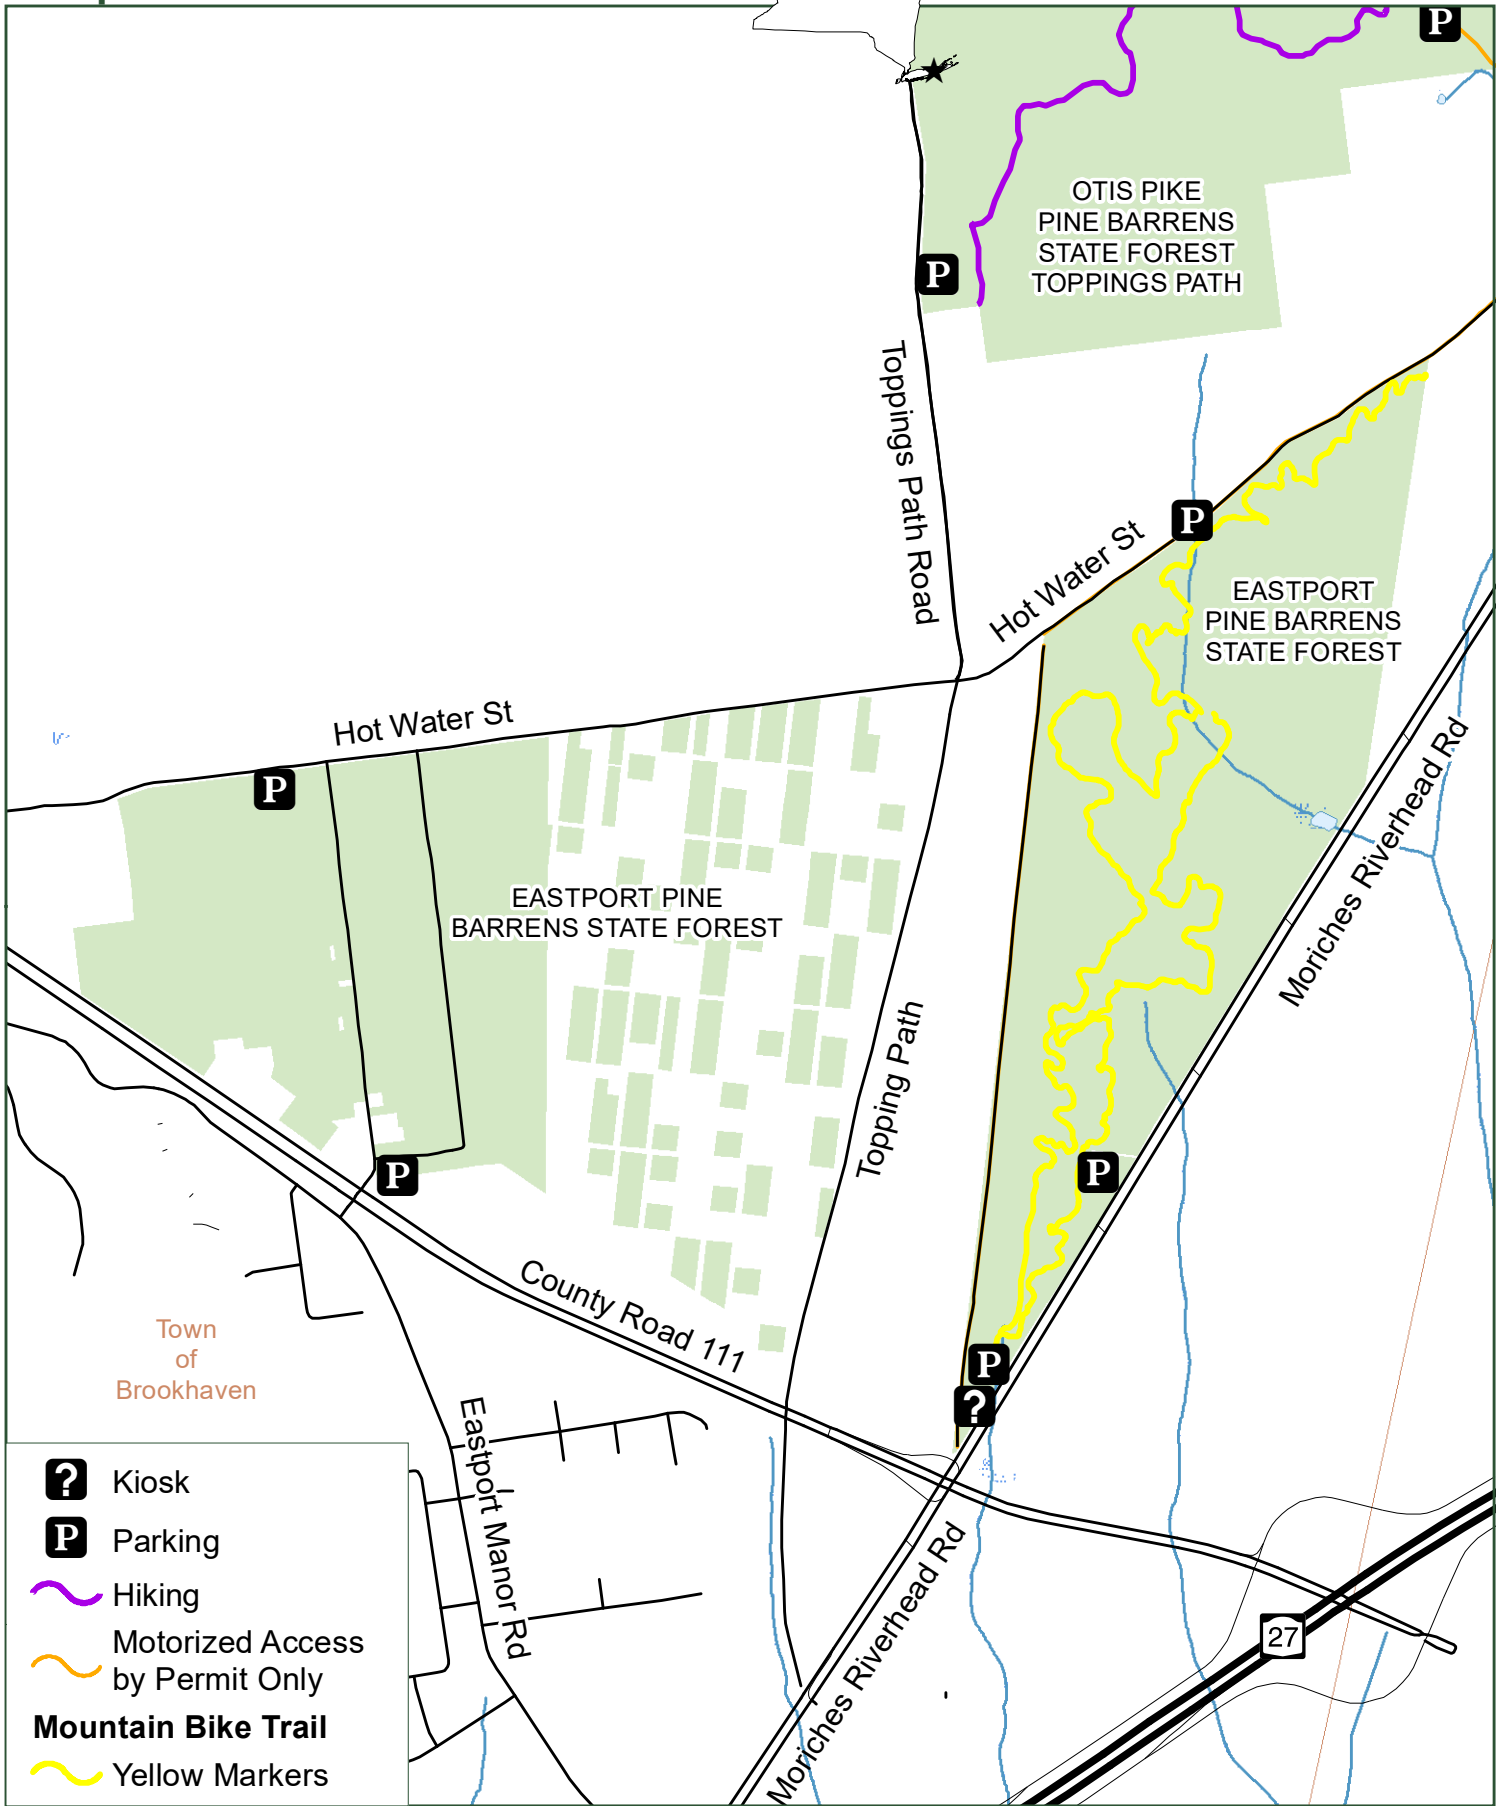 P
OTIS PIKE
PINE BARRENS
STATE FOREST
TOPPINGS PATH
P
Toppings Path Road
P
Hot Water St
EASTPORT
PINE BARRENS
STATE FOREST
Hot Water St
P
Moriches Riverhead Rd
EASTPORT PINE
BARRENS STATE FOREST
Topping Path
P
P
County Road 111
Town
of
Brookhaven
P
?
Eastport Manor Rd
Moriches Riverhead Rd
27
? Kiosk
P Parking
Hiking
Motorized Access
by Permit Only
Mountain Bike Trail
Yellow Markers